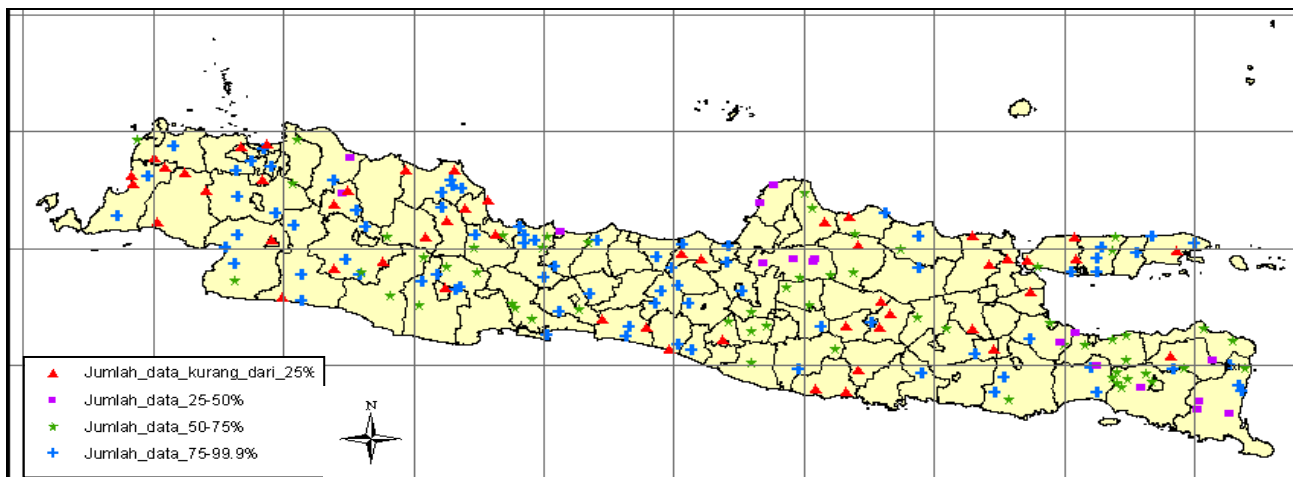 Jumlah_data_kurang_dari_25%
Jumlah_data_25-50%
Jumlah_data_50-75%
Jumlah_data_75-99.9%
N